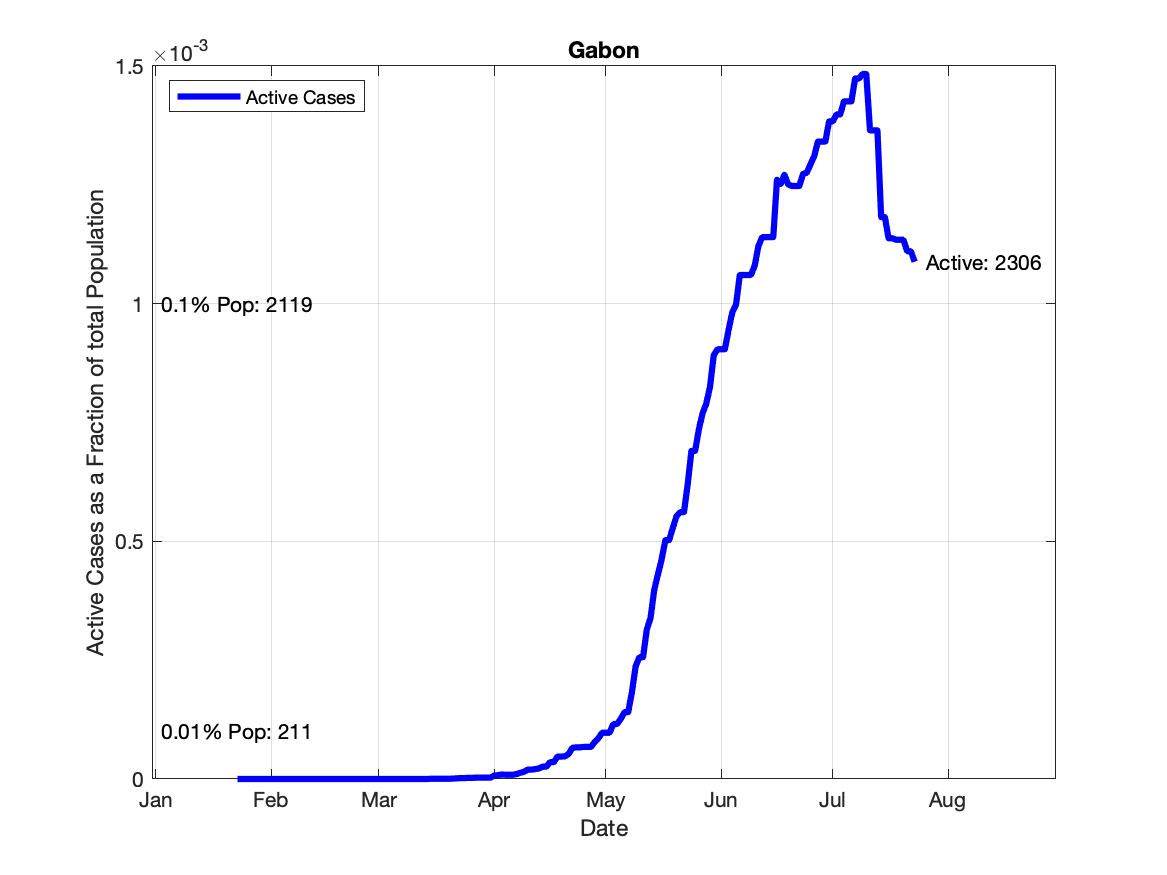 Gabon
×10-3
1.5
1
0.5
0
Active Cases
Active Cases as a Fraction of total Population
0.1% Pop: 2119
0.01% Pop: 211
Active: 2306
Jan Feb Mar Apr May Jun Jul Aug
Date